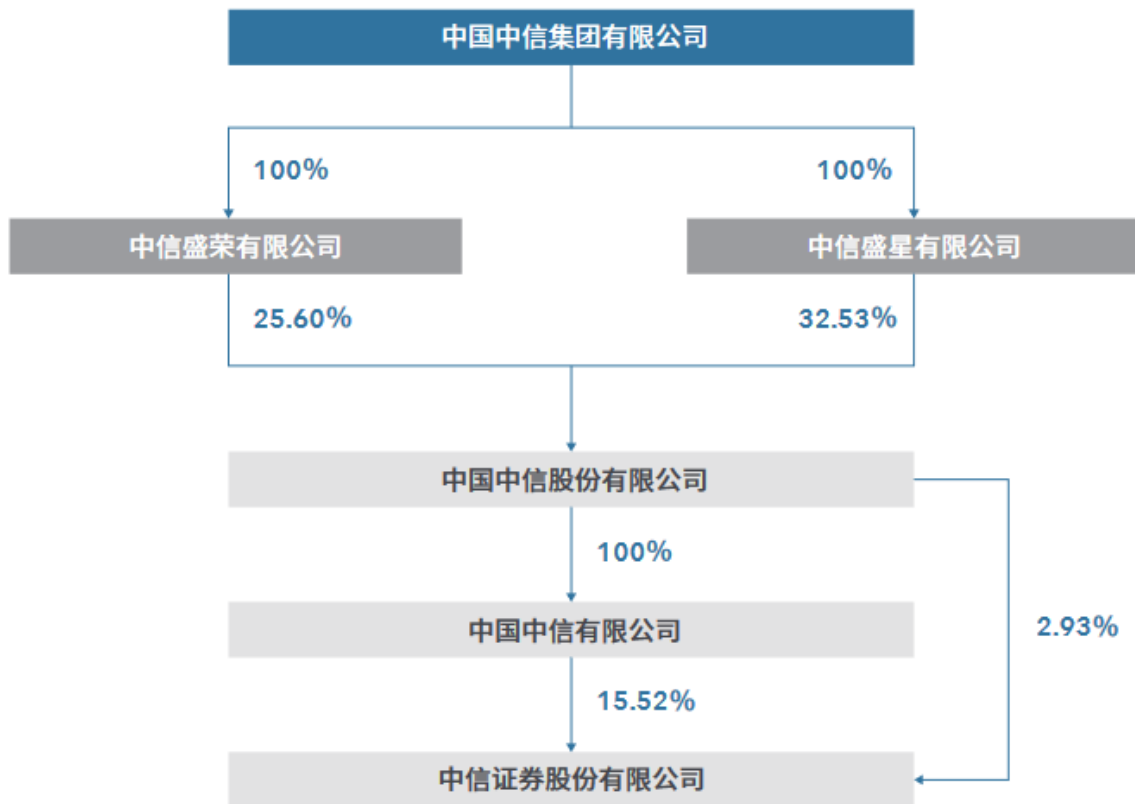 中国中信集团有限公司
100%
100%
中信盛荣有限公司
中信盛星有限公司
25.60%
32.53%
中国中信股份有限公司
100%
中国中信有限公司
2.93%
15.52%
中信证券股份有限公司